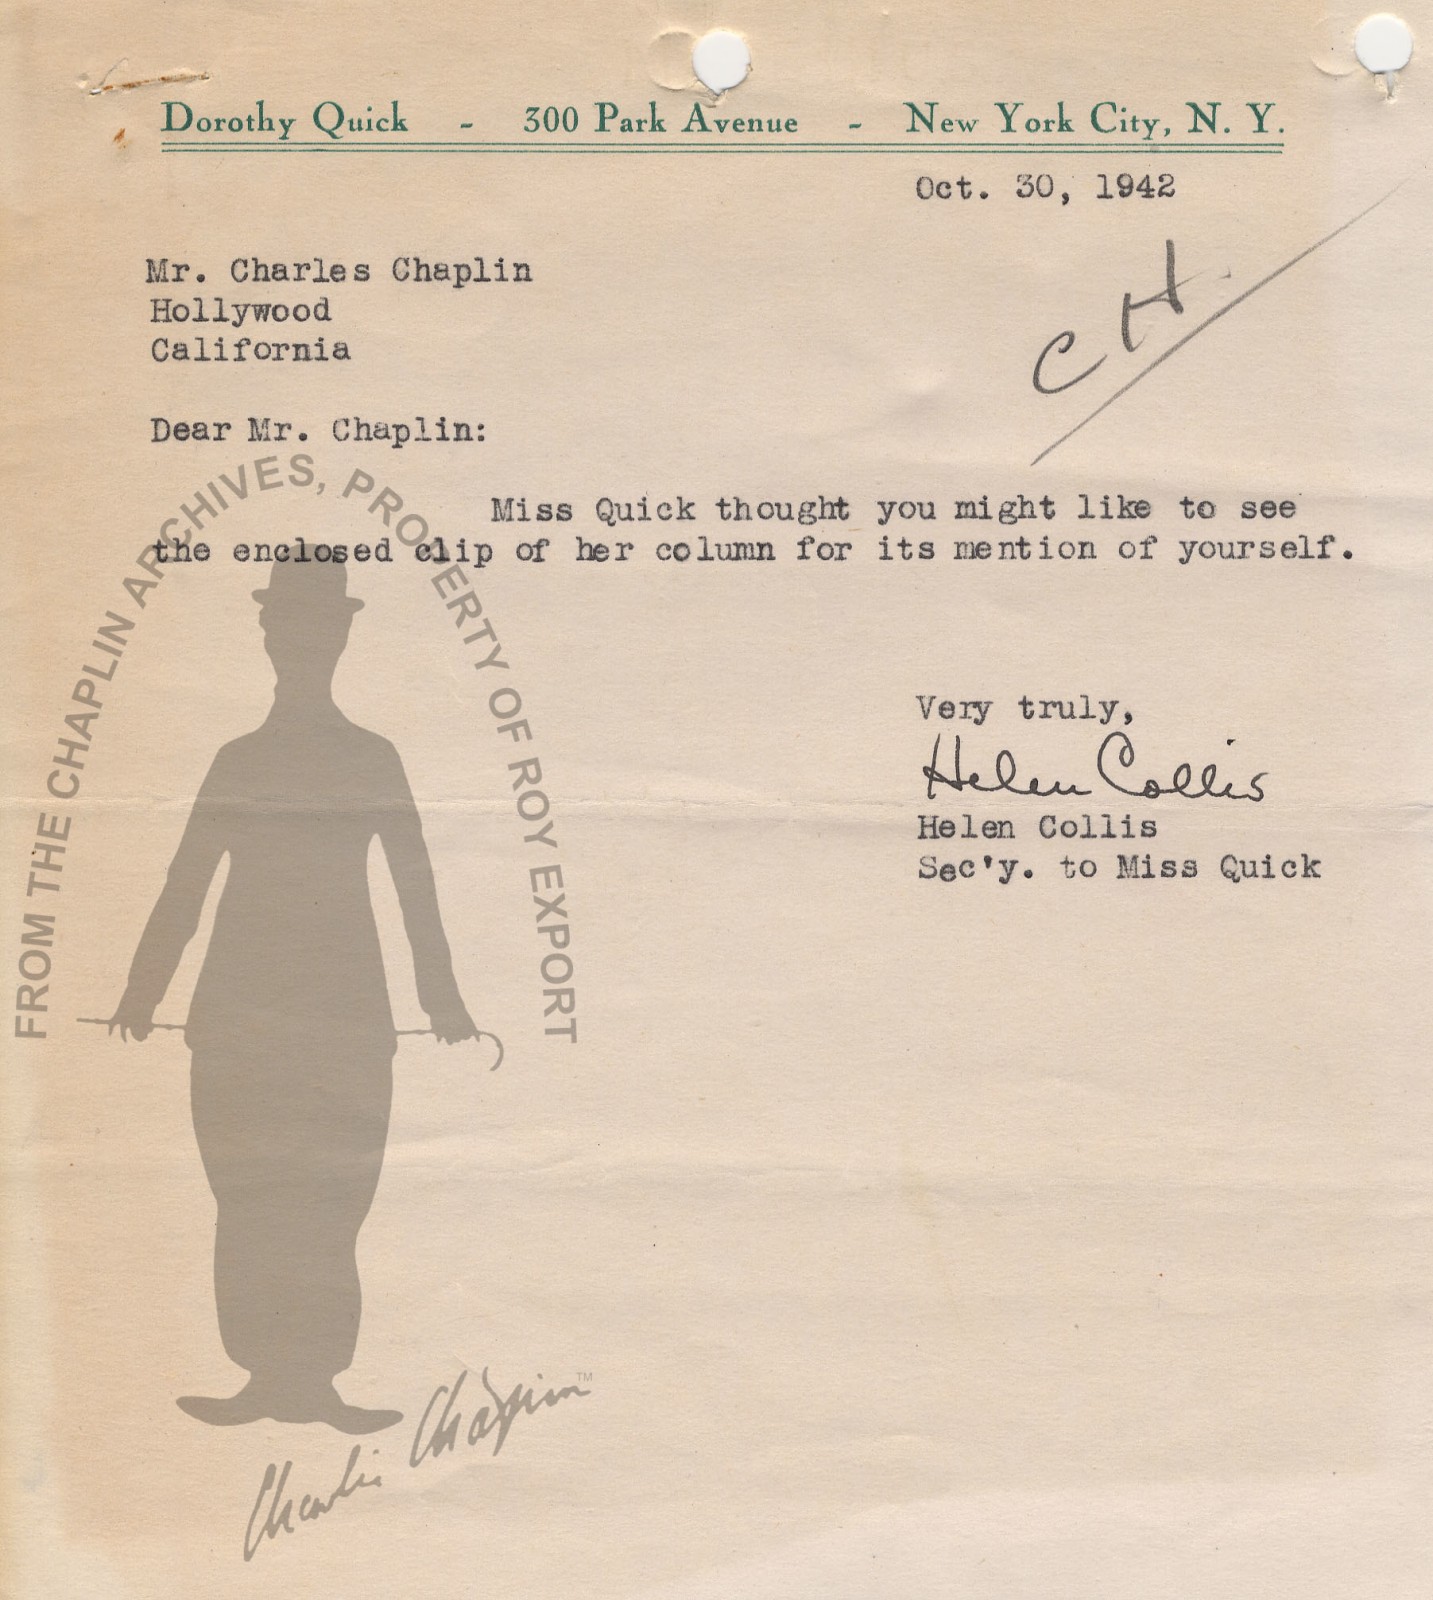 Dorothy Quick - 300 Park Avenue - New York City, N. Y.
Oct. 30, 1942
Mr. Charles Chaplin
Hollywood
California
C H.
Dear Mr. Chaplin:
Miss Quick thought you might like to see
the enclosed clip of her column for its mention of yourself.
Very truly,
Helen Collis
Helen Collis
Sec'y. to Miss Quick
FROM THE CHAPLIN ARCHIVES, PROPERTY OF ROY EXPORT
Charlie Chaplin™